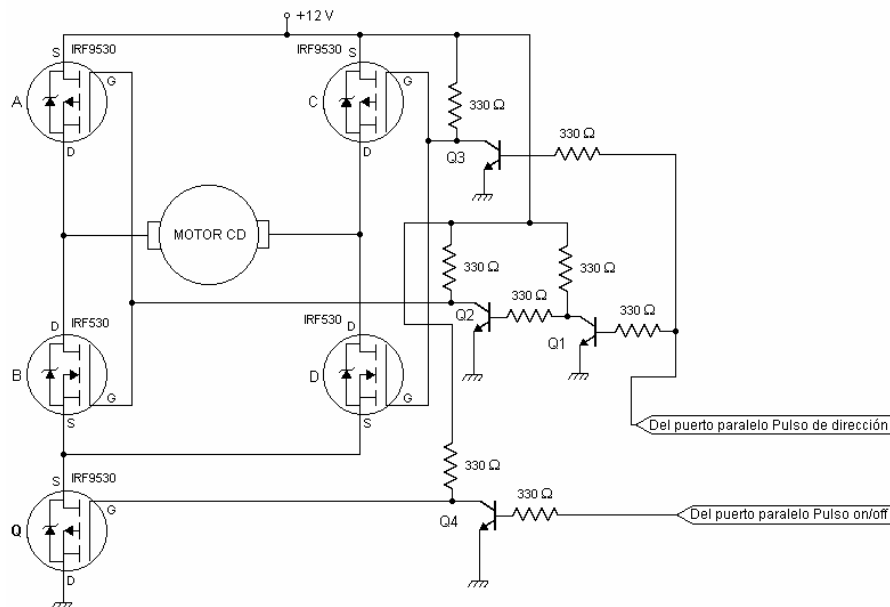 +12 V
S IRF9530
IRF9530 S
A
G
C
G
330 Ω
330 Ω
D
D
Q3
MOTOR CD
330 Ω
330 Ω
330 Ω
330 Ω
D IRF530
IRF530 D
Q2
Q1
B
G
D
G
S
S
Del puerto paralelo Pulso de dirección
S IRF9530
330 Ω
G
330 Ω
Q
Q4
Del puerto paralelo Pulso on/off
D